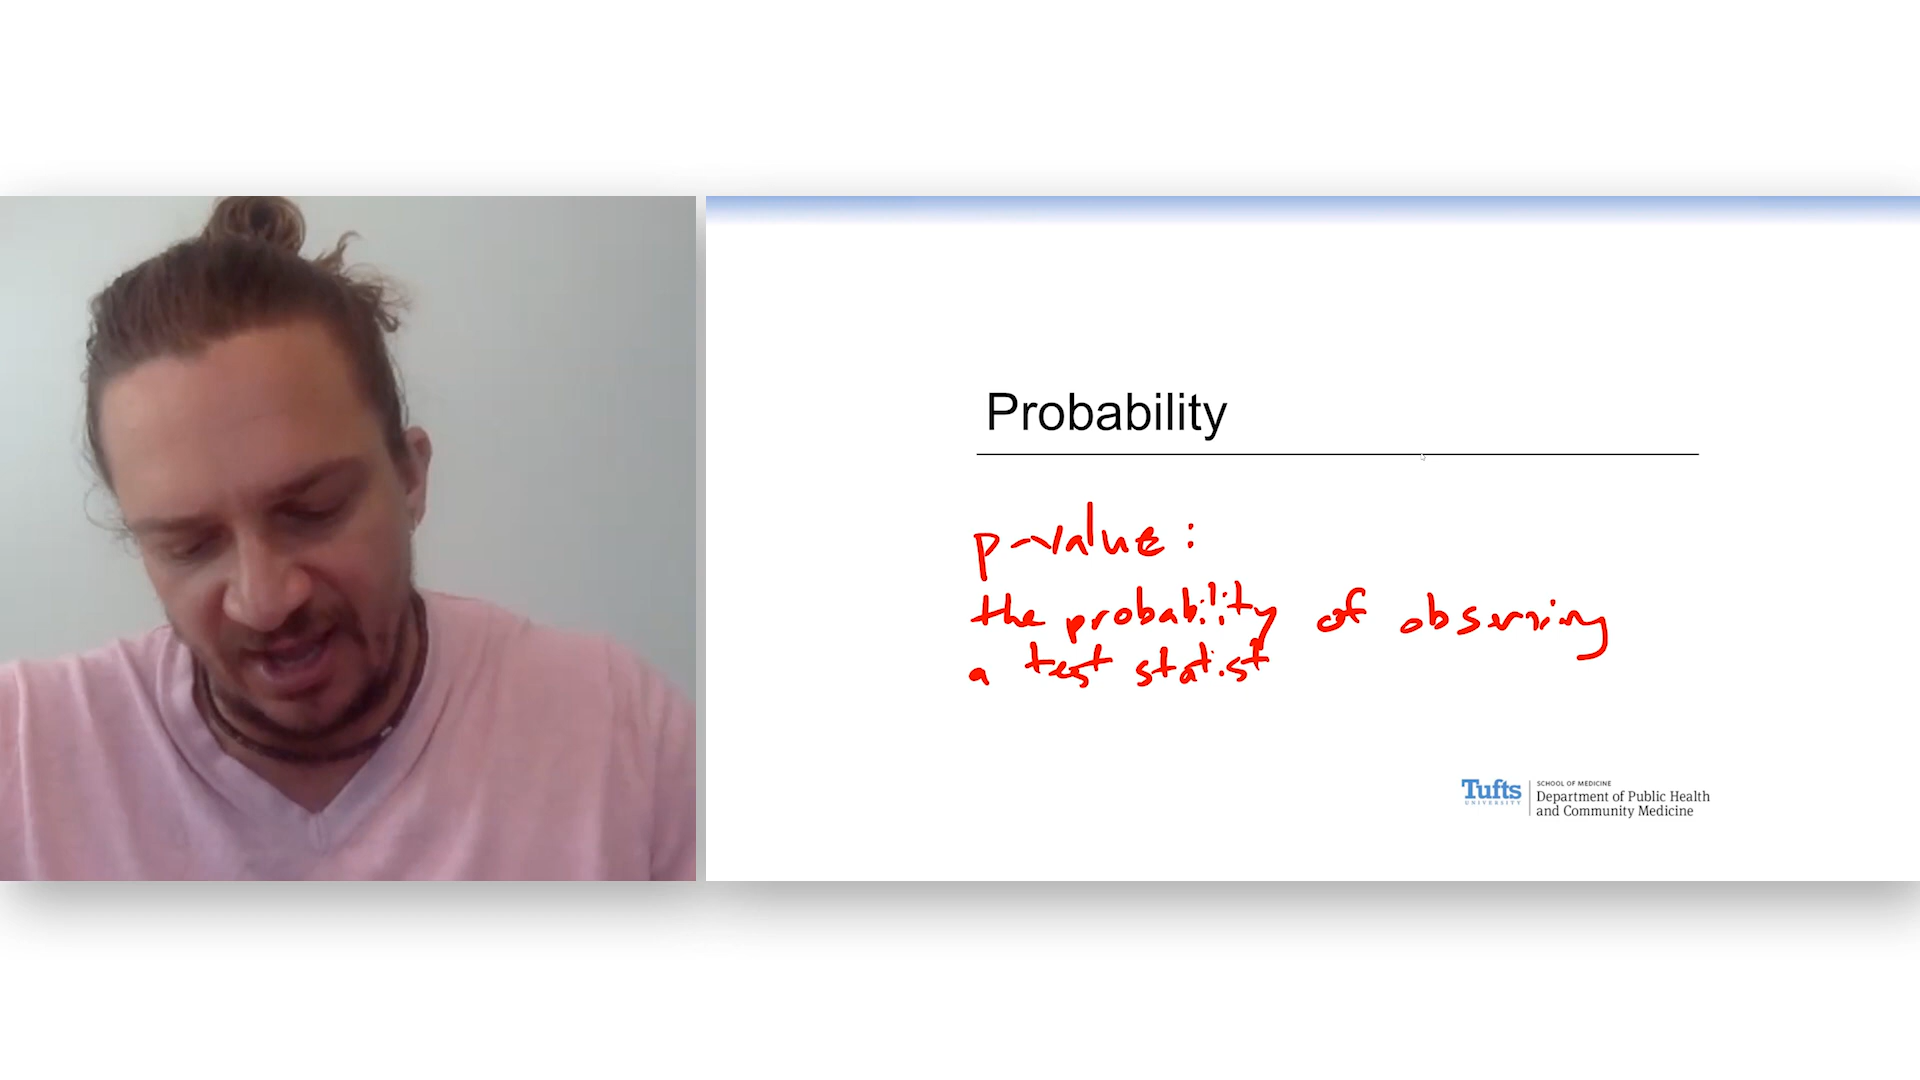 Probability
p-value:
the probability of observing
a test statist
Tufts
UNIVERSITY
SCHOOL OF MEDICINE
Department of Public Health
and Community Medicine